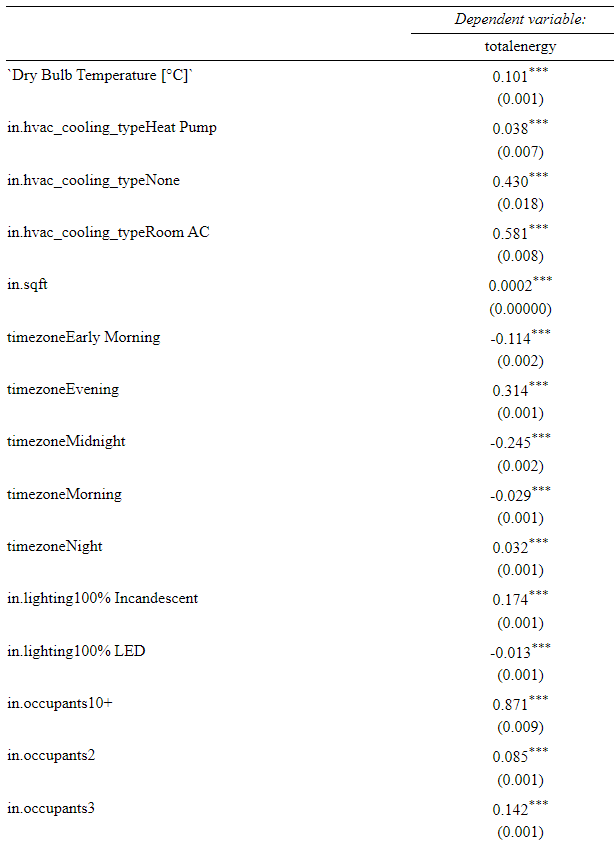 Dependent variable:
totalenergy
`Dry Bulb Temperature [°C]` 0.101***
(0.001)
in.hvac_cooling_typeHeat Pump 0.038***
(0.007)
in.hvac_cooling_typeNone 0.430***
(0.018)
in.hvac_cooling_typeRoom AC 0.581***
(0.008)
in.sqft 0.0002***
(0.00000)
timezoneEarly Morning -0.114***
(0.002)
timezoneEvening 0.314***
(0.001)
timezoneMidnight -0.245***
(0.002)
timezoneMorning -0.029***
(0.001)
timezoneNight 0.032***
(0.001)
in.lighting100% Incandescent 0.174***
(0.001)
in.lighting100% LED -0.013***
(0.001)
in.occupants10+ 0.871***
(0.009)
in.occupants2 0.085***
(0.001)
in.occupants3 0.142***
(0.001)